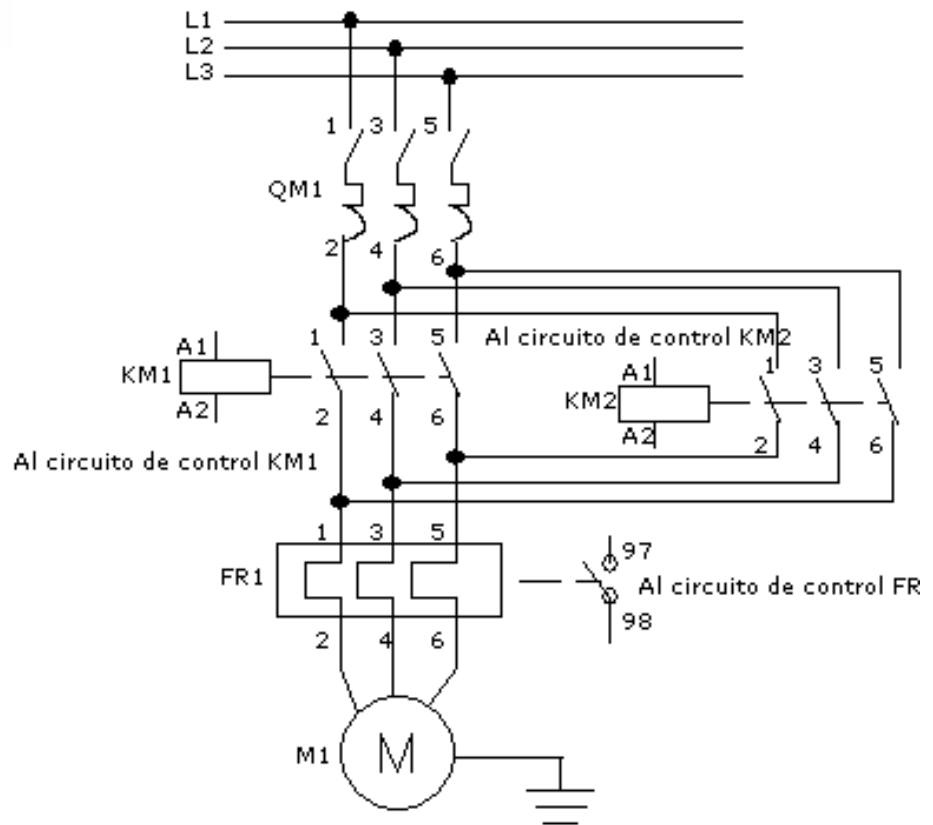 L1
L2
L3
1 3 5
QM1
2 4 6
Al circuito de control KM2
A1 1 3 5
KM1
A2 2 4 6
A1 1 3 5
KM2
A2 2 4 6
Al circuito de control KM1
1 3 5
FR1
2 4 6
97
Al circuito de control FR
98
M1 M